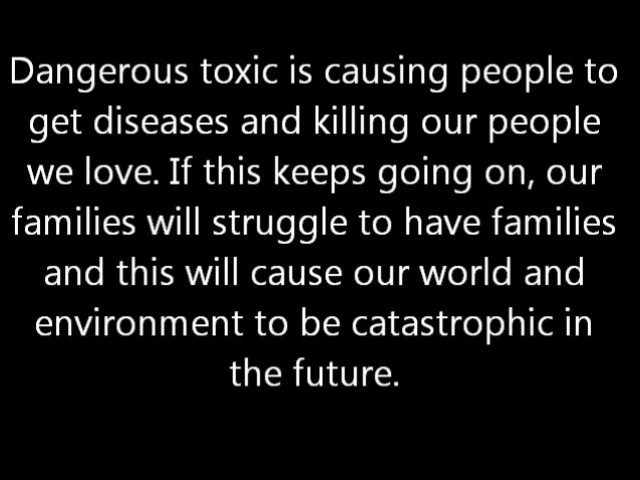 Dangerous toxic is causing people to
get diseases and killing our people
we love. If this keeps going on, our
families will struggle to have families
and this will cause our world and
environment to be catastrophic in
the future.